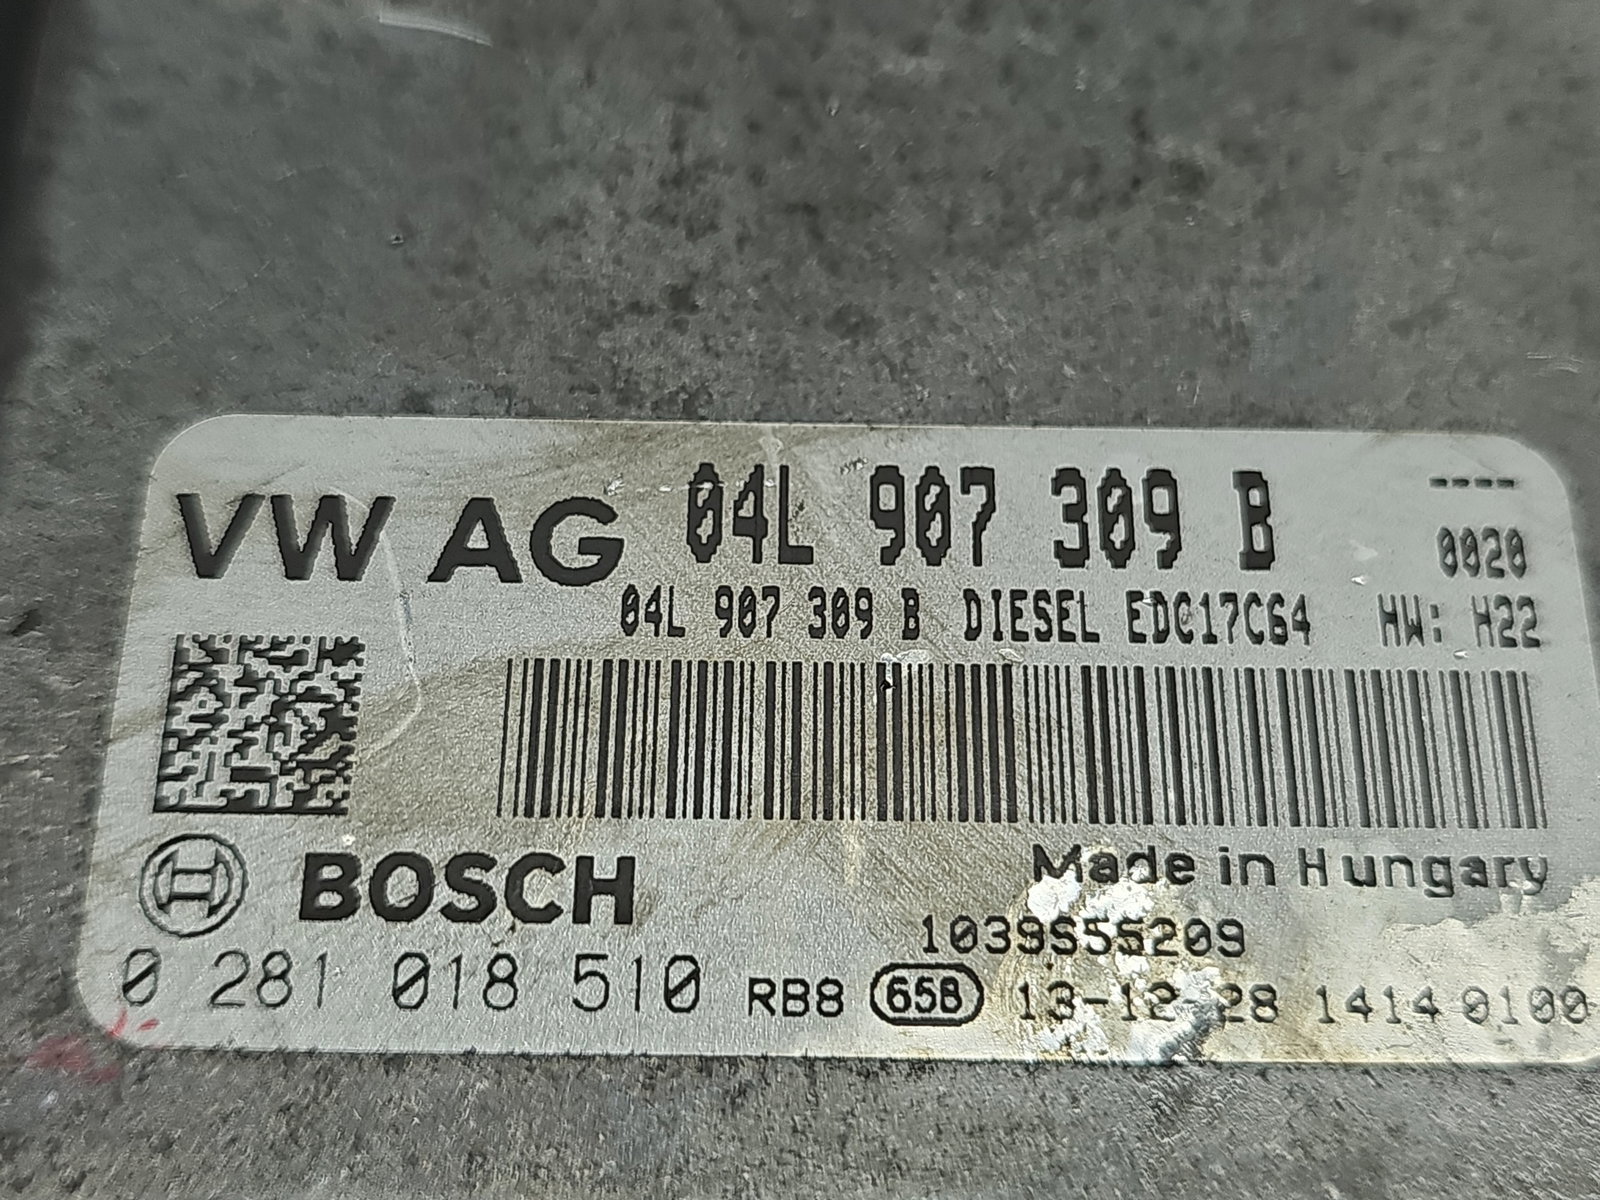 VW AG 04L 907 309 B ----
0020
04L 907 309 B DIESEL EDC17C64 HW: H22
BOSCH
Made in Hungary
1039S55209
0 281 018 510 RB8 65B 13-12-28 1414 0100